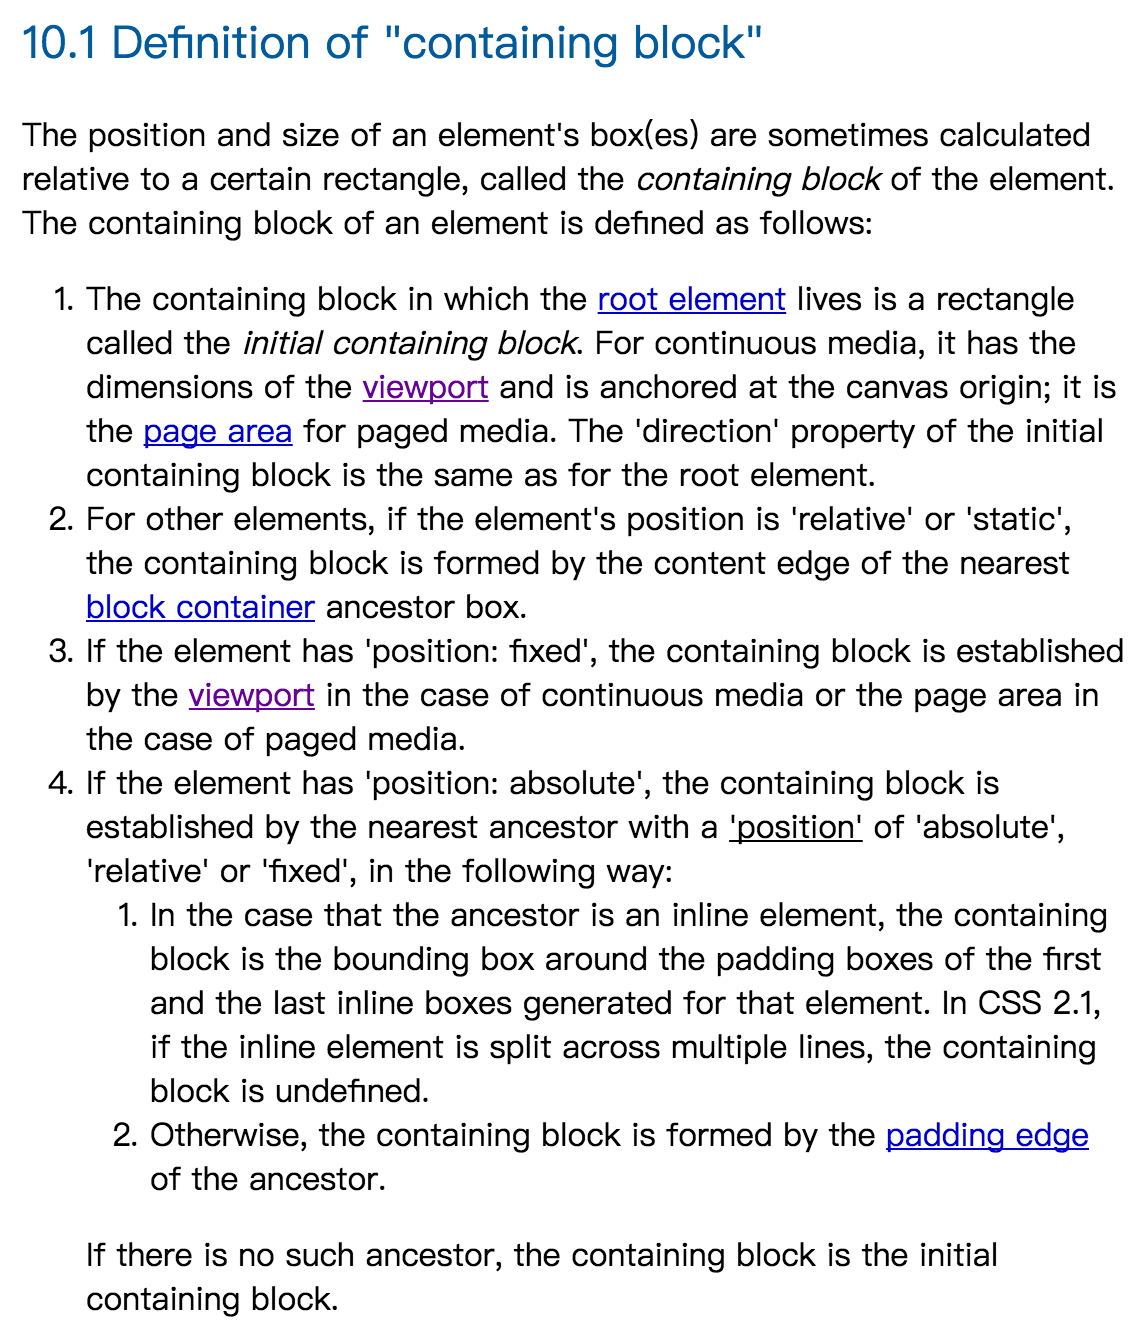 10.1 Definition of "containing block"
The position and size of an element's box(es) are sometimes calculated
relative to a certain rectangle, called the containing block of the element.
The containing block of an element is defined as follows:
1. The containing block in which the root element lives is a rectangle
called the initial containing block. For continuous media, it has the
dimensions of the viewport and is anchored at the canvas origin; it is
the page area for paged media. The 'direction' property of the initial
containing block is the same as for the root element.
2. For other elements, if the element's position is 'relative' or 'static',
the containing block is formed by the content edge of the nearest
block container ancestor box.
3. If the element has 'position: fixed', the containing block is established
by the viewport in the case of continuous media or the page area in
the case of paged media.
4. If the element has 'position: absolute', the containing block is
established by the nearest ancestor with a 'position' of 'absolute',
'relative' or 'fixed', in the following way:
1. In the case that the ancestor is an inline element, the containing
block is the bounding box around the padding boxes of the first
and the last inline boxes generated for that element. In CSS 2.1,
if the inline element is split across multiple lines, the containing
block is undefined.
2. Otherwise, the containing block is formed by the padding edge
of the ancestor.
If there is no such ancestor, the containing block is the initial
containing block.